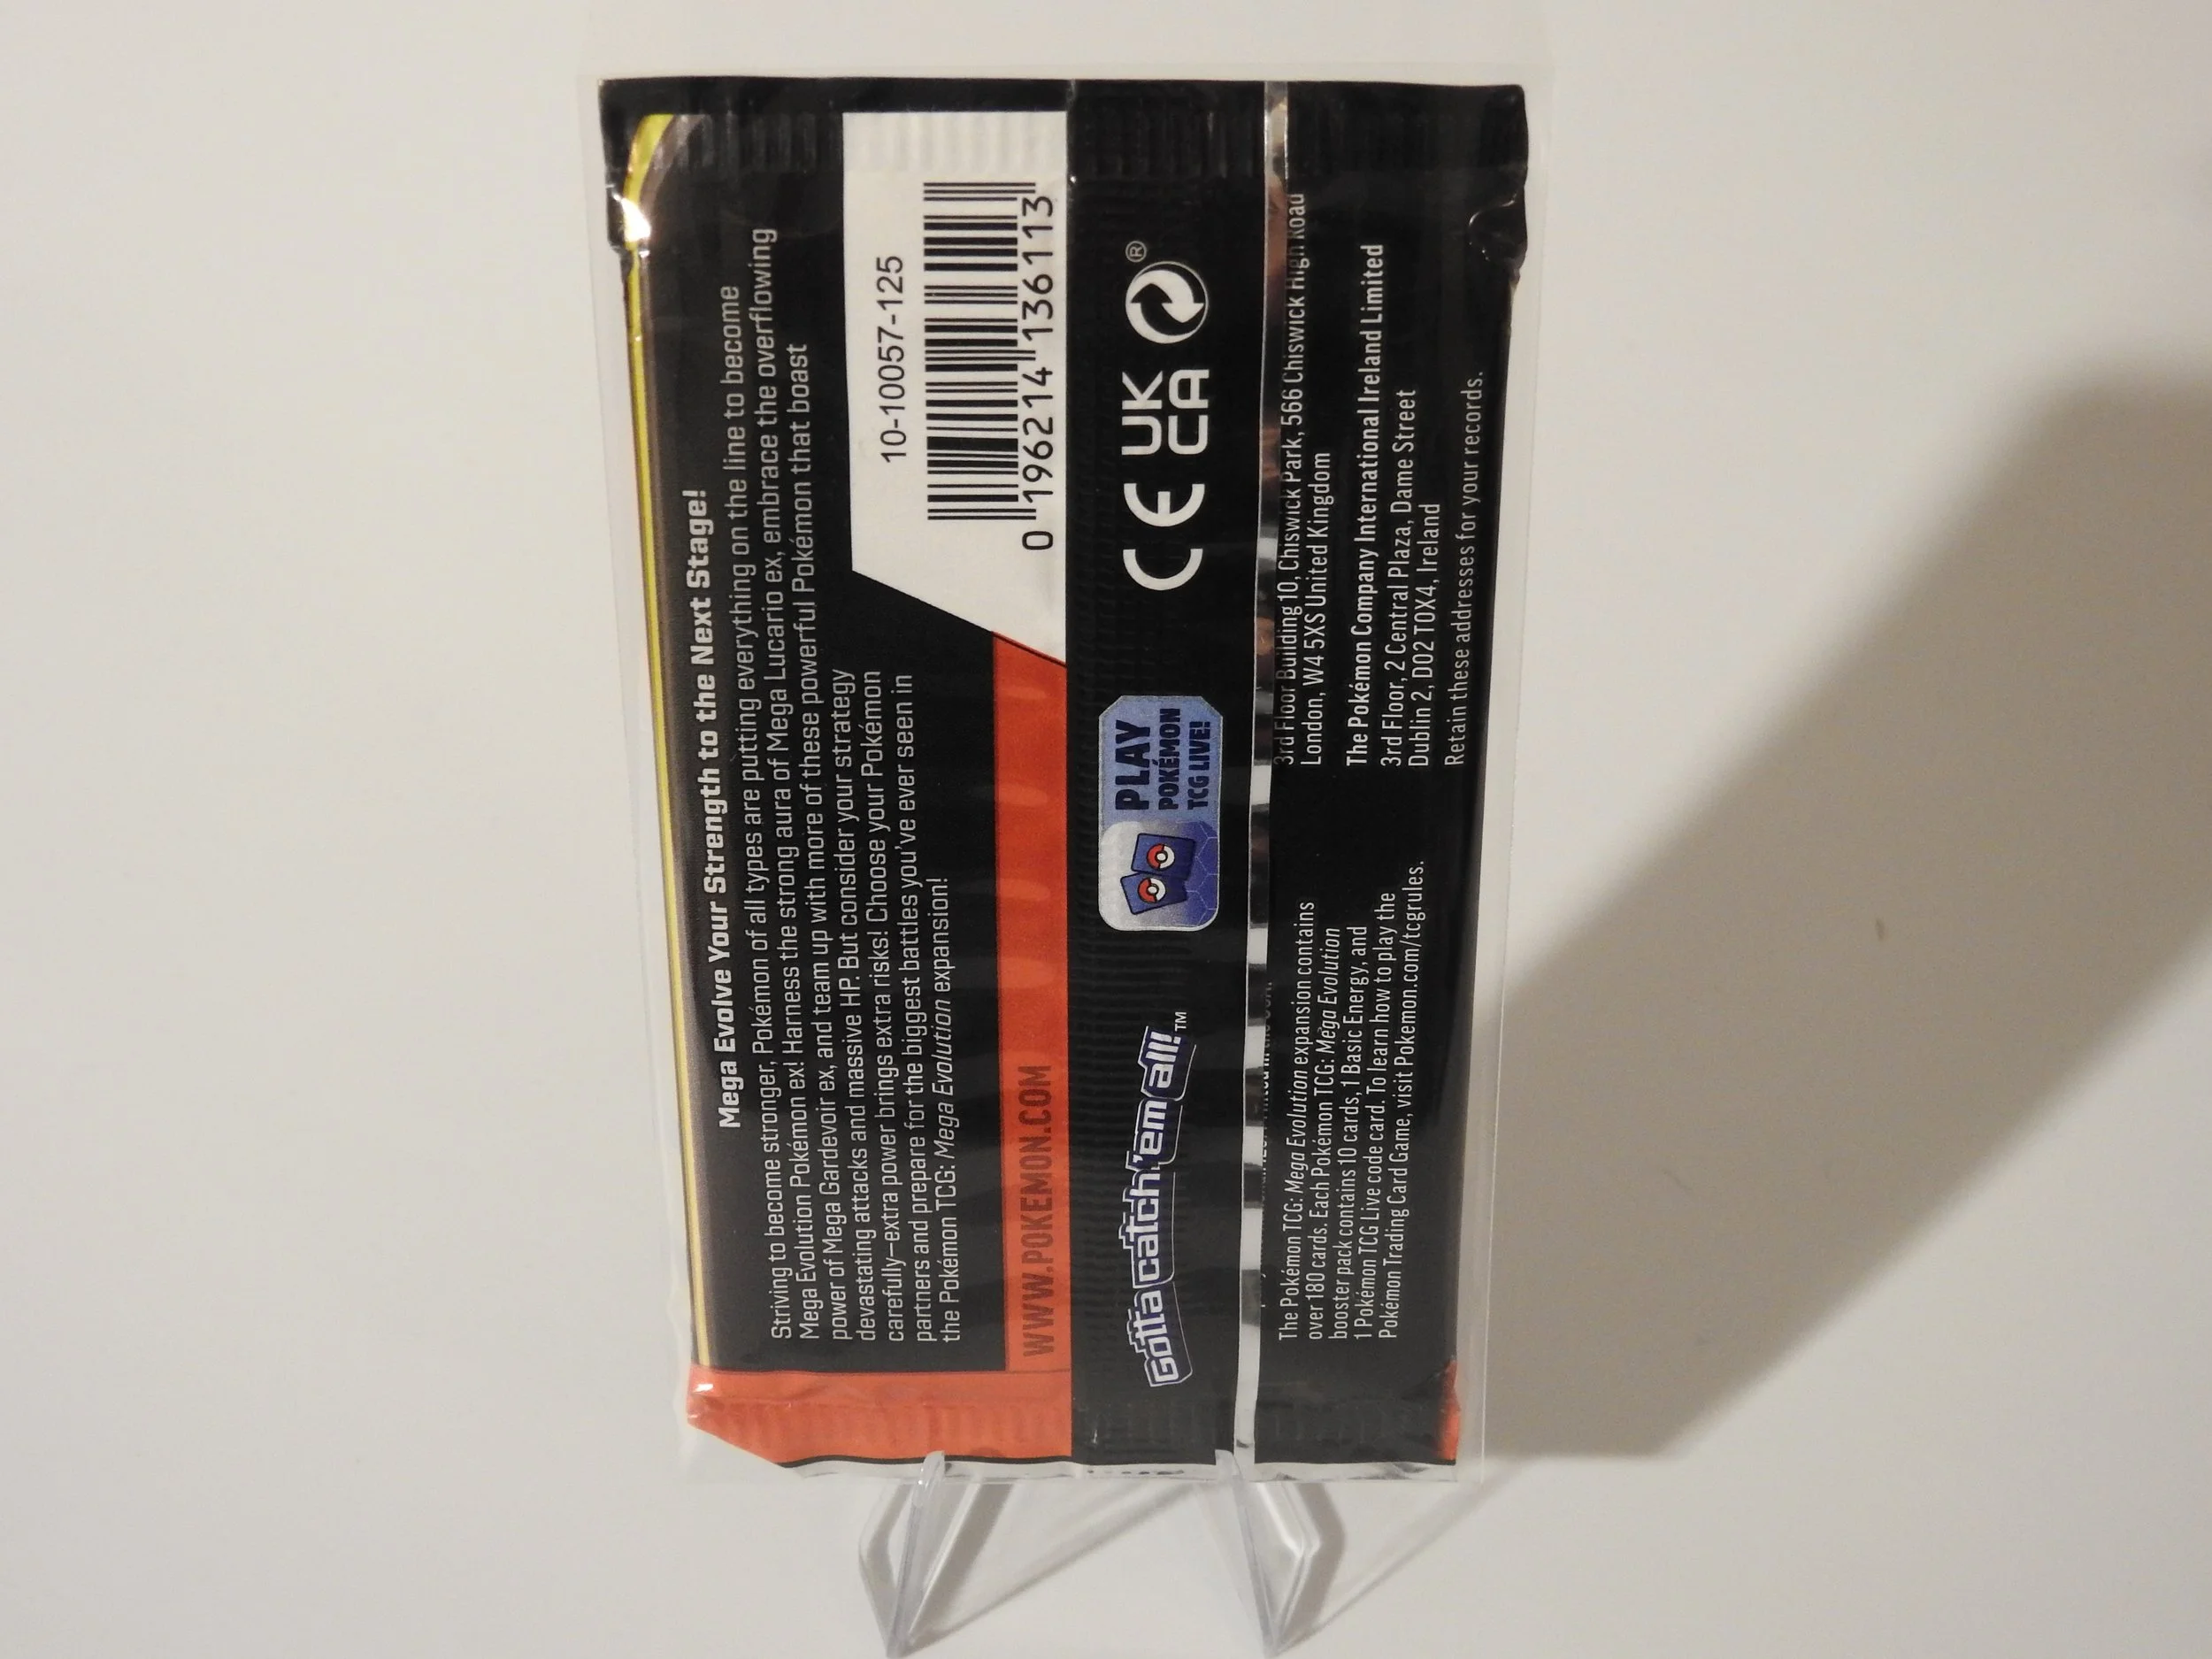 Mega Evolve Your Strength to the Next Stage!
Striving to become stronger, Pokémon of all types are putting everything on the line to become
Mega Evolution Pokémon ex! Harness the strong aura of Mega Lucario ex, embrace the overflowing
power of Mega Gardevoir ex, and team up with more of these powerful Pokémon that boast
devastating attacks and massive HP. But consider your strategy
carefully—extra power brings extra risks! Choose your Pokémon
partners and prepare for the biggest battles you've ever seen in
the Pokémon TCG: Mega Evolution expansion!
10-10057-125
0 196214 136113
WWW.POKEMON.COM
Gotta catch 'em all!™
PLAY
POKÉMON
TCG LIVE!
CE UK
CA ®
The Pokémon TCG: Mega Evolution expansion contains
over 180 cards. Each Pokémon TCG: Mega Evolution
booster pack contains 10 cards, 1 Basic Energy, and
1 Pokémon TCG Live code card. To learn how to play the
Pokémon Trading Card Game, visit Pokemon.com/tcgrules.
3rd Floor Building 10, Chiswick Park, 566 Chiswick High Road
London, W4 5XS United Kingdom
The Pokémon Company International Ireland Limited
3rd Floor, 2 Central Plaza, Dame Street
Dublin 2, D02 T0X4, Ireland
Retain these addresses for your records.